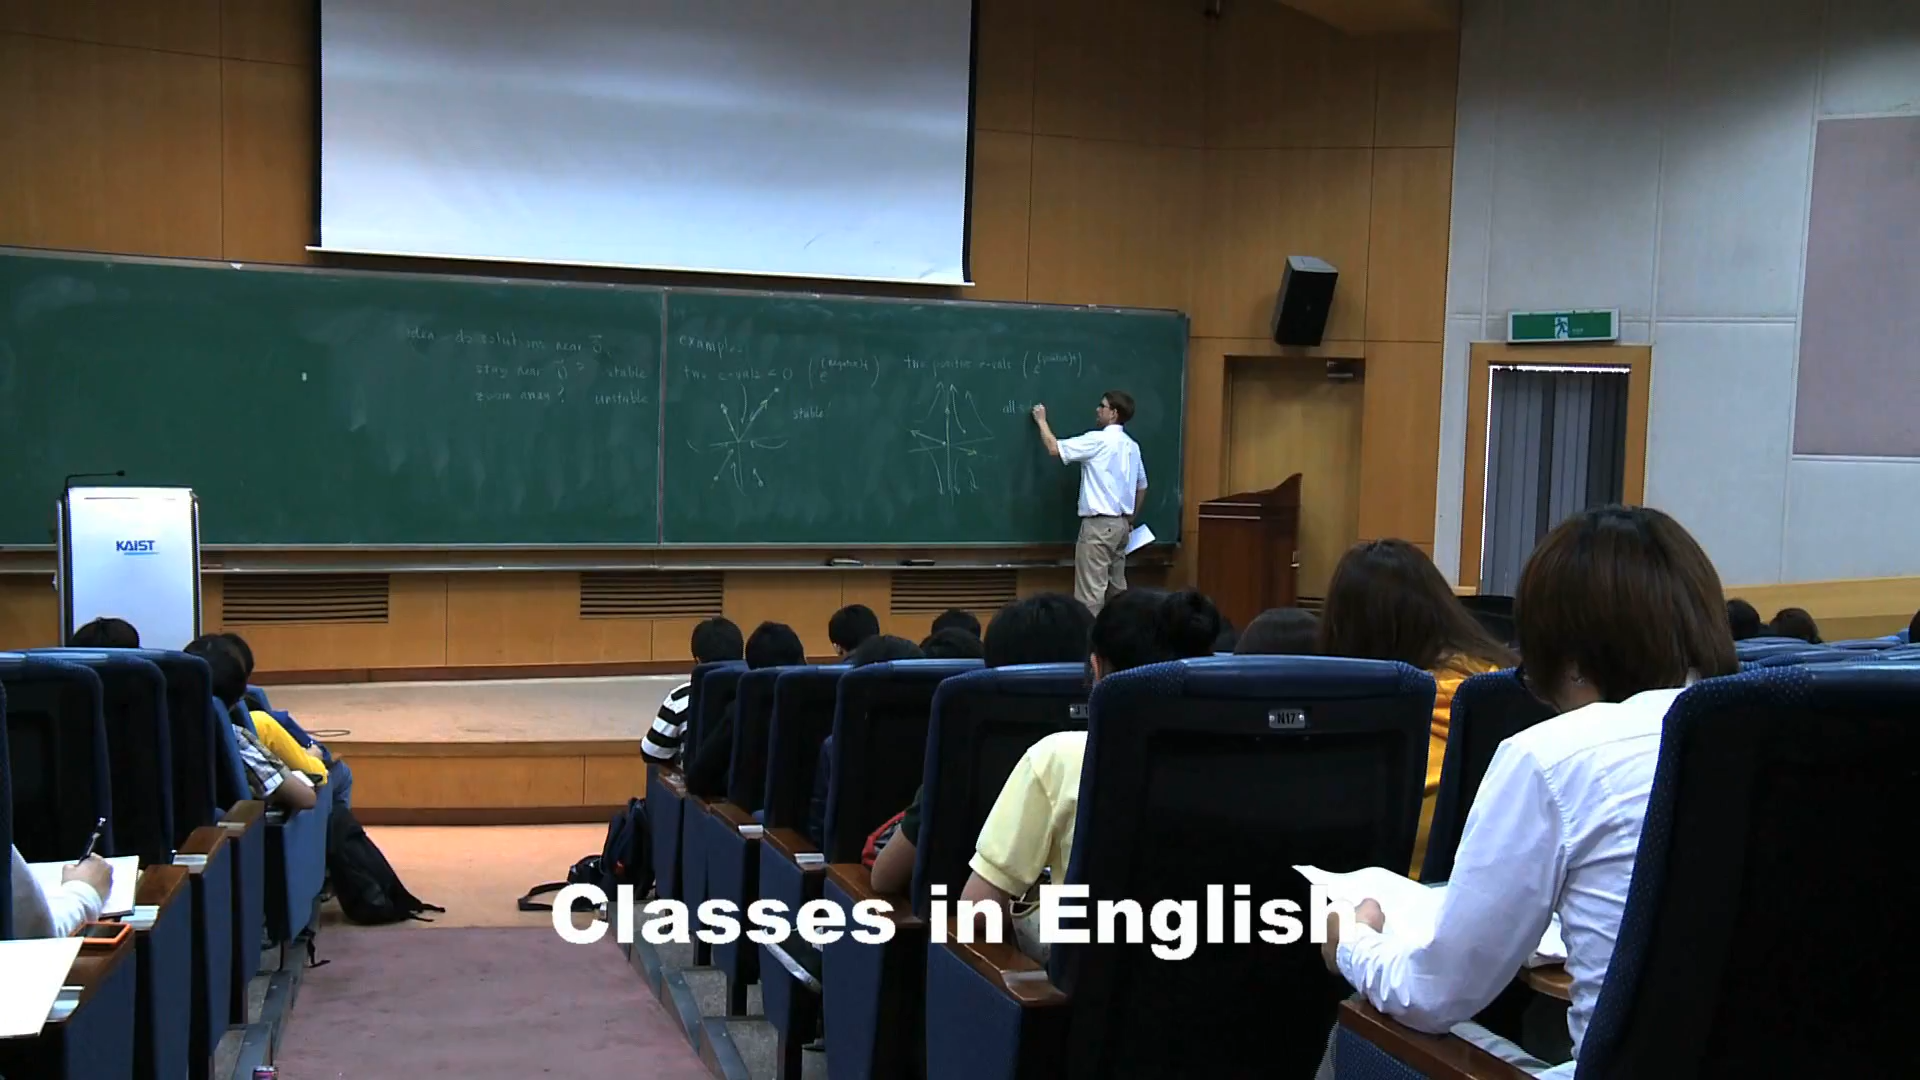 idea do solutions near 0
stay near 0? stable
zoom away? unstable
example
two e-vals < 0
stable!
two positive e-vals
all
KAIST
N17
Classes in English